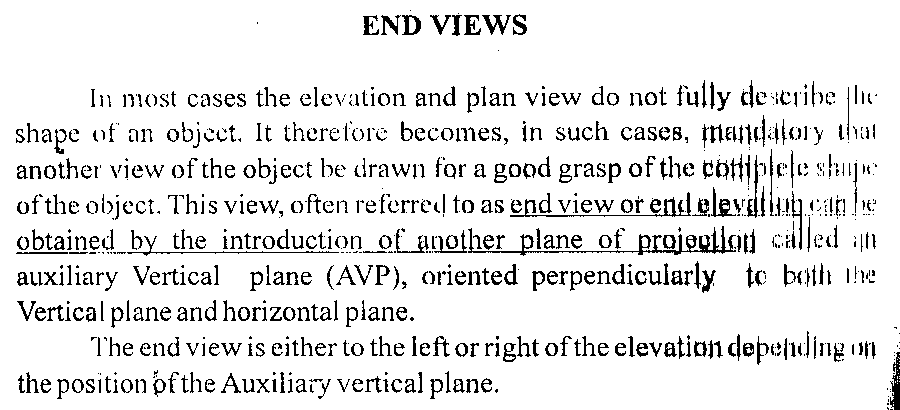 END VIEWS
In most cases the elevation and plan view do not fully describe the
shape of an object. It therefore becomes, in such cases, mandatory that
another view of the object be drawn for a good grasp of the complete shape
of the object. This view, often referred to as end view or end elevation can be
obtained by the introduction of another plane of projection called an
auxiliary Vertical plane (AVP), oriented perpendicularly to both the
Vertical plane and horizontal plane.
The end view is either to the left or right of the elevation depending on
the position of the Auxiliary vertical plane.